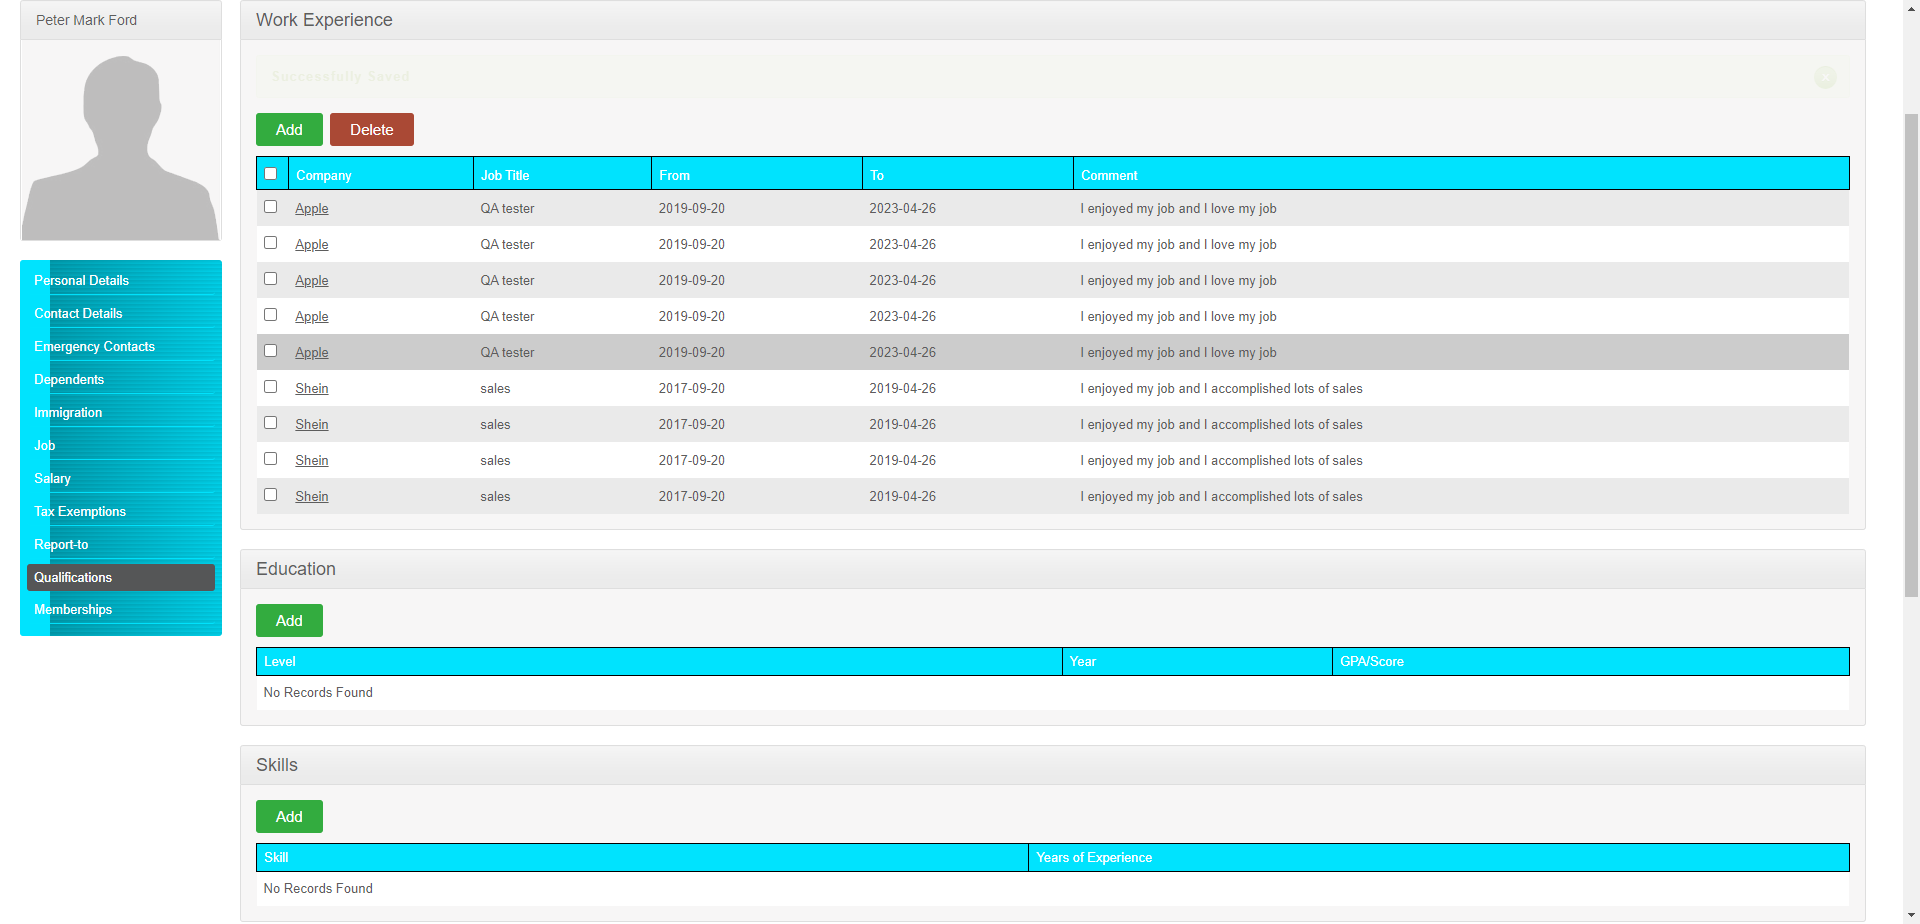 Peter Mark Ford
Personal Details
Contact Details
Emergency Contacts
Dependents
Immigration
Job
Salary
Tax Exemptions
Report-to
Qualifications
Memberships
Work Experience
Successfully Saved
Add Delete
Company Job Title From To Comment
Apple QA tester 2019-09-20 2023-04-26 I enjoyed my job and I love my job
Apple QA tester 2019-09-20 2023-04-26 I enjoyed my job and I love my job
Apple QA tester 2019-09-20 2023-04-26 I enjoyed my job and I love my job
Apple QA tester 2019-09-20 2023-04-26 I enjoyed my job and I love my job
Apple QA tester 2019-09-20 2023-04-26 I enjoyed my job and I love my job
Shein sales 2017-09-20 2019-04-26 I enjoyed my job and I accomplished lots of sales
Shein sales 2017-09-20 2019-04-26 I enjoyed my job and I accomplished lots of sales
Shein sales 2017-09-20 2019-04-26 I enjoyed my job and I accomplished lots of sales
Shein sales 2017-09-20 2019-04-26 I enjoyed my job and I accomplished lots of sales
Education
Add
Level Year GPA/Score
No Records Found
Skills
Add
Skill Years of Experience
No Records Found